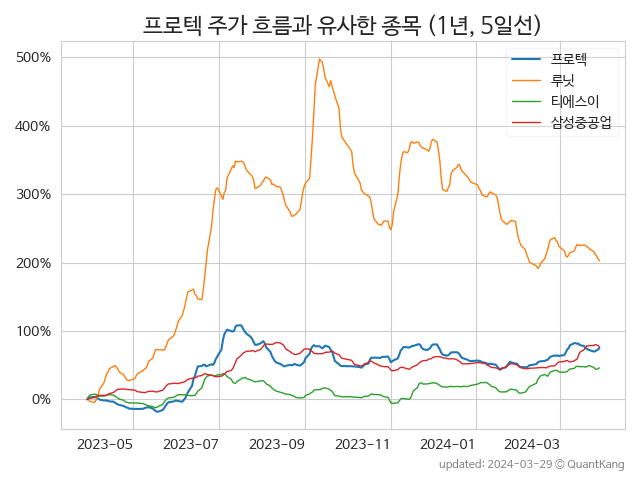 프로텍 주가 흐름과 유사한 종목 (1년, 5일선)
프로텍
루닛
티에스이
삼성중공업
500%
400%
300%
200%
100%
0%
2023-05 2023-07 2023-09 2023-11 2024-01 2024-03
updated: 2024-03-29 © QuantKang